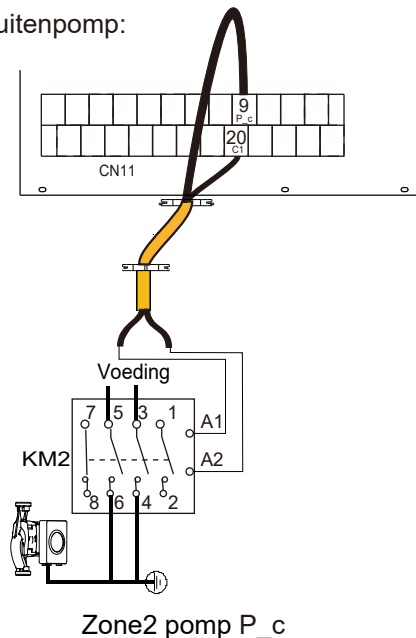 uitenpomp:
9
P_c
20
C1
CN11
Voeding
7 5 3 1
A1
KM2
A2
8 6 4 2
Zone2 pomp P_c